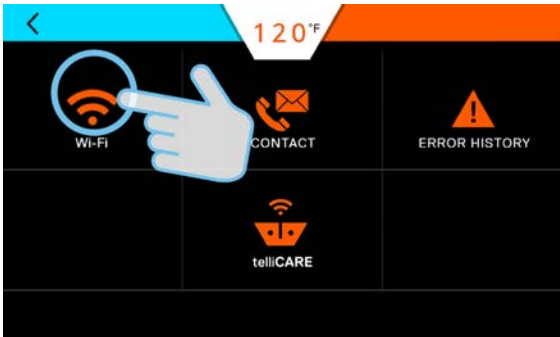 120°F
Wi-Fi
CONTACT
ERROR HISTORY
telliCARE